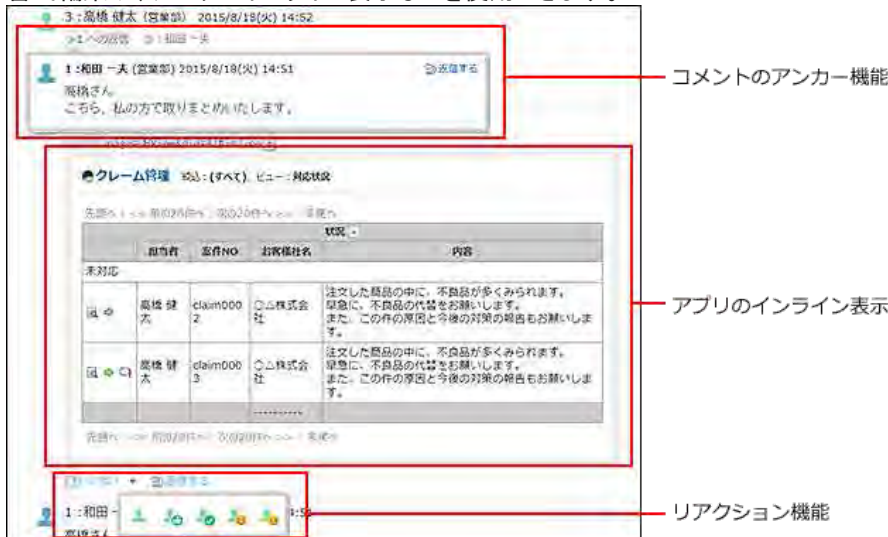 3 :高橋 健太 (営業部) 2015/8/18(火) 14:52
>1 への返信 :和田 一夫
1 :和田 一夫 (営業部) 2015/8/18(火) 14:51 返信する
高橋さん
こちら、私の方で取りまとめいたします。
コメントのアンカー機能
クレーム管理 絞込:(すべて) ビュー:対応状況
状況
担当者 案件NO お客様社名 内容
未対応
高橋 健太 claim0002 〇△株式会社 注文した商品の中に、不良品が多くみられます。
早急に、不良品の代替をお願いします。
また、この件の原因と今後の対策の報告もお願いします。
高橋 健太 claim0003 〇△株式会社 注文した商品の中に、不良品が多くみられます。
早急に、不良品の代替をお願いします。
また、この件の原因と今後の対策の報告もお願いします。
----------
アプリのインライン表示
返信する
1 :和田
高橋さん
リアクション機能